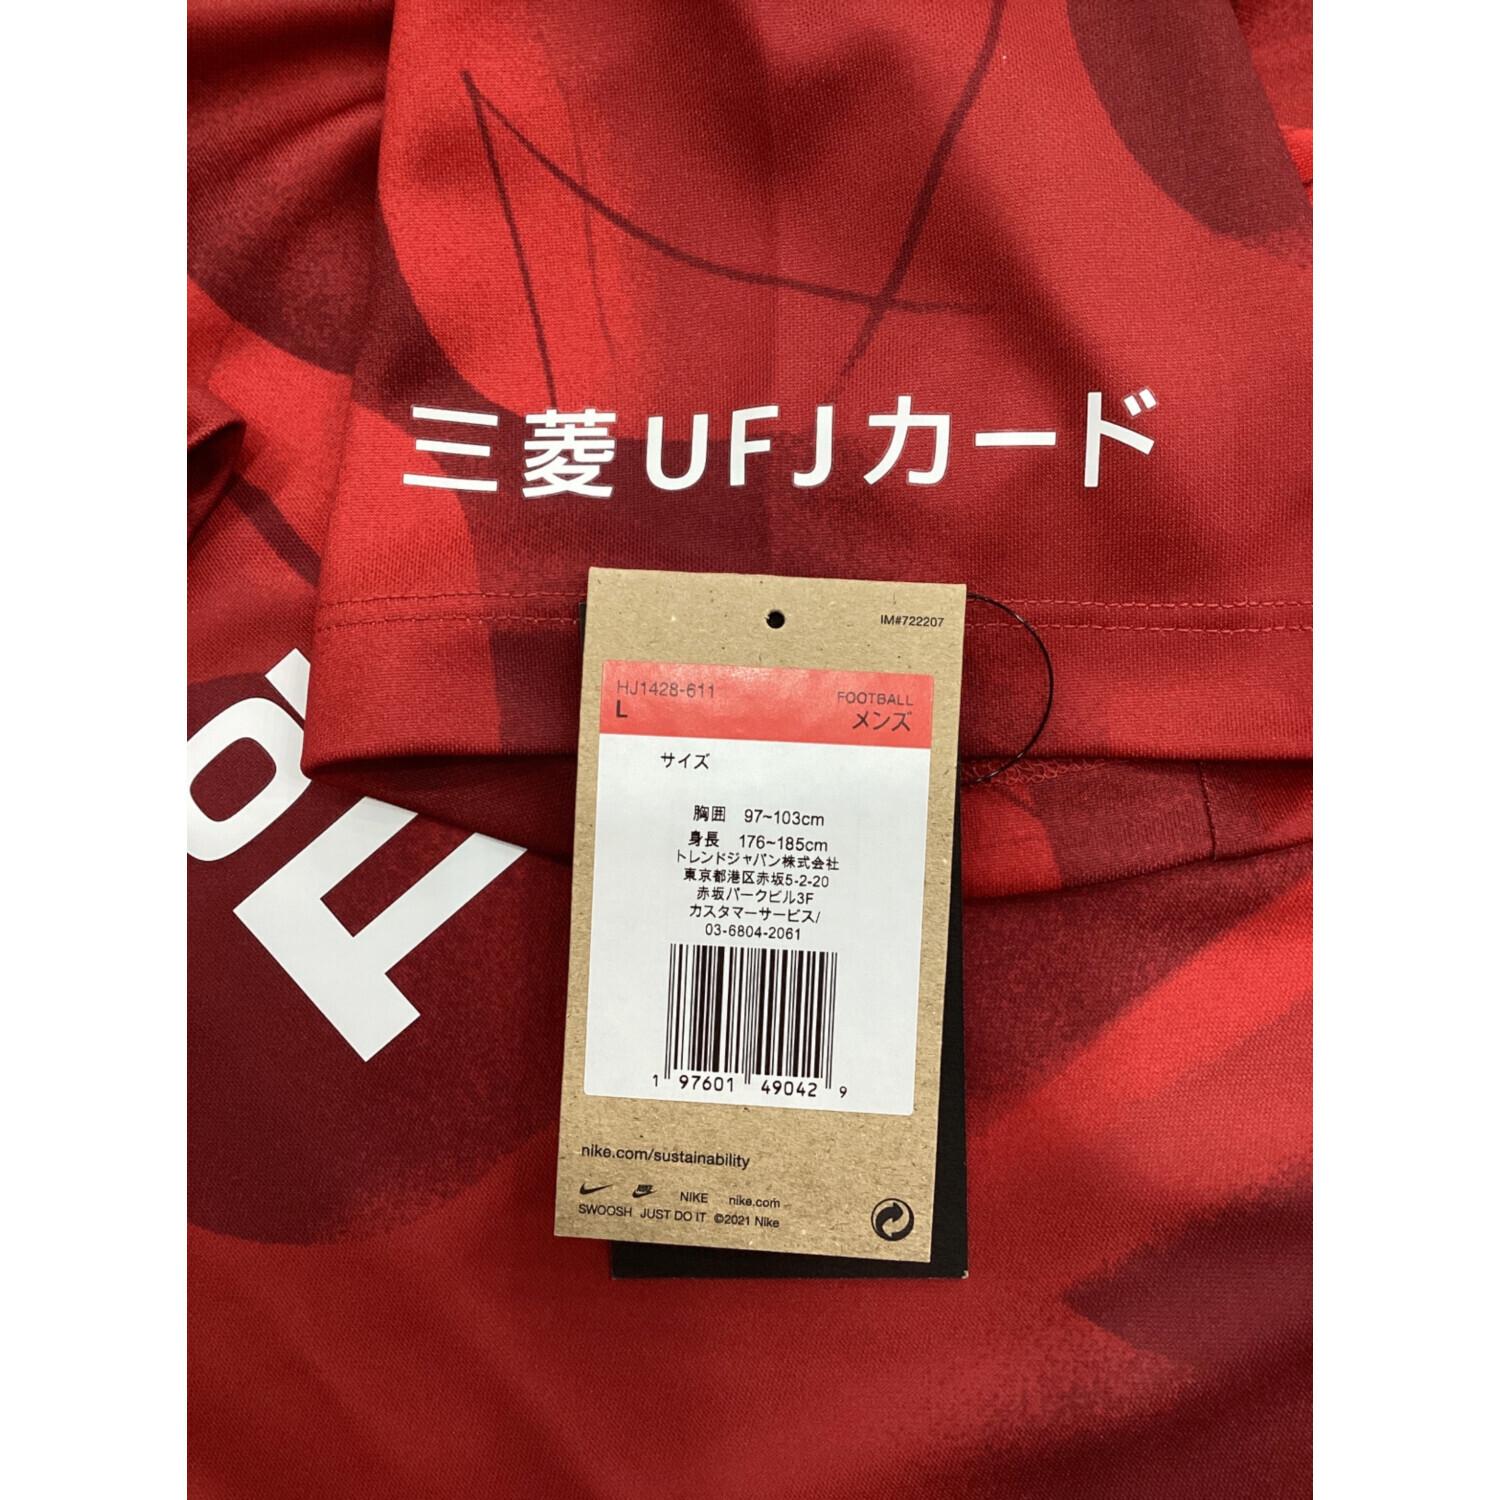 三菱UFJカード
IM#722207
HJ1428-611
FOOTBALL
L
メンズ
サイズ
胸囲 97~103cm
身長 176~185cm
トレンドジャパン株式会社
東京都港区赤坂5-2-20
赤坂パークビル3F
カスタマーサービス/
03-6804-2061
1 97601 49042 9
nike.com/sustainability
NIKE nike.com
SWOOSH JUST DO IT ©2021 Nike